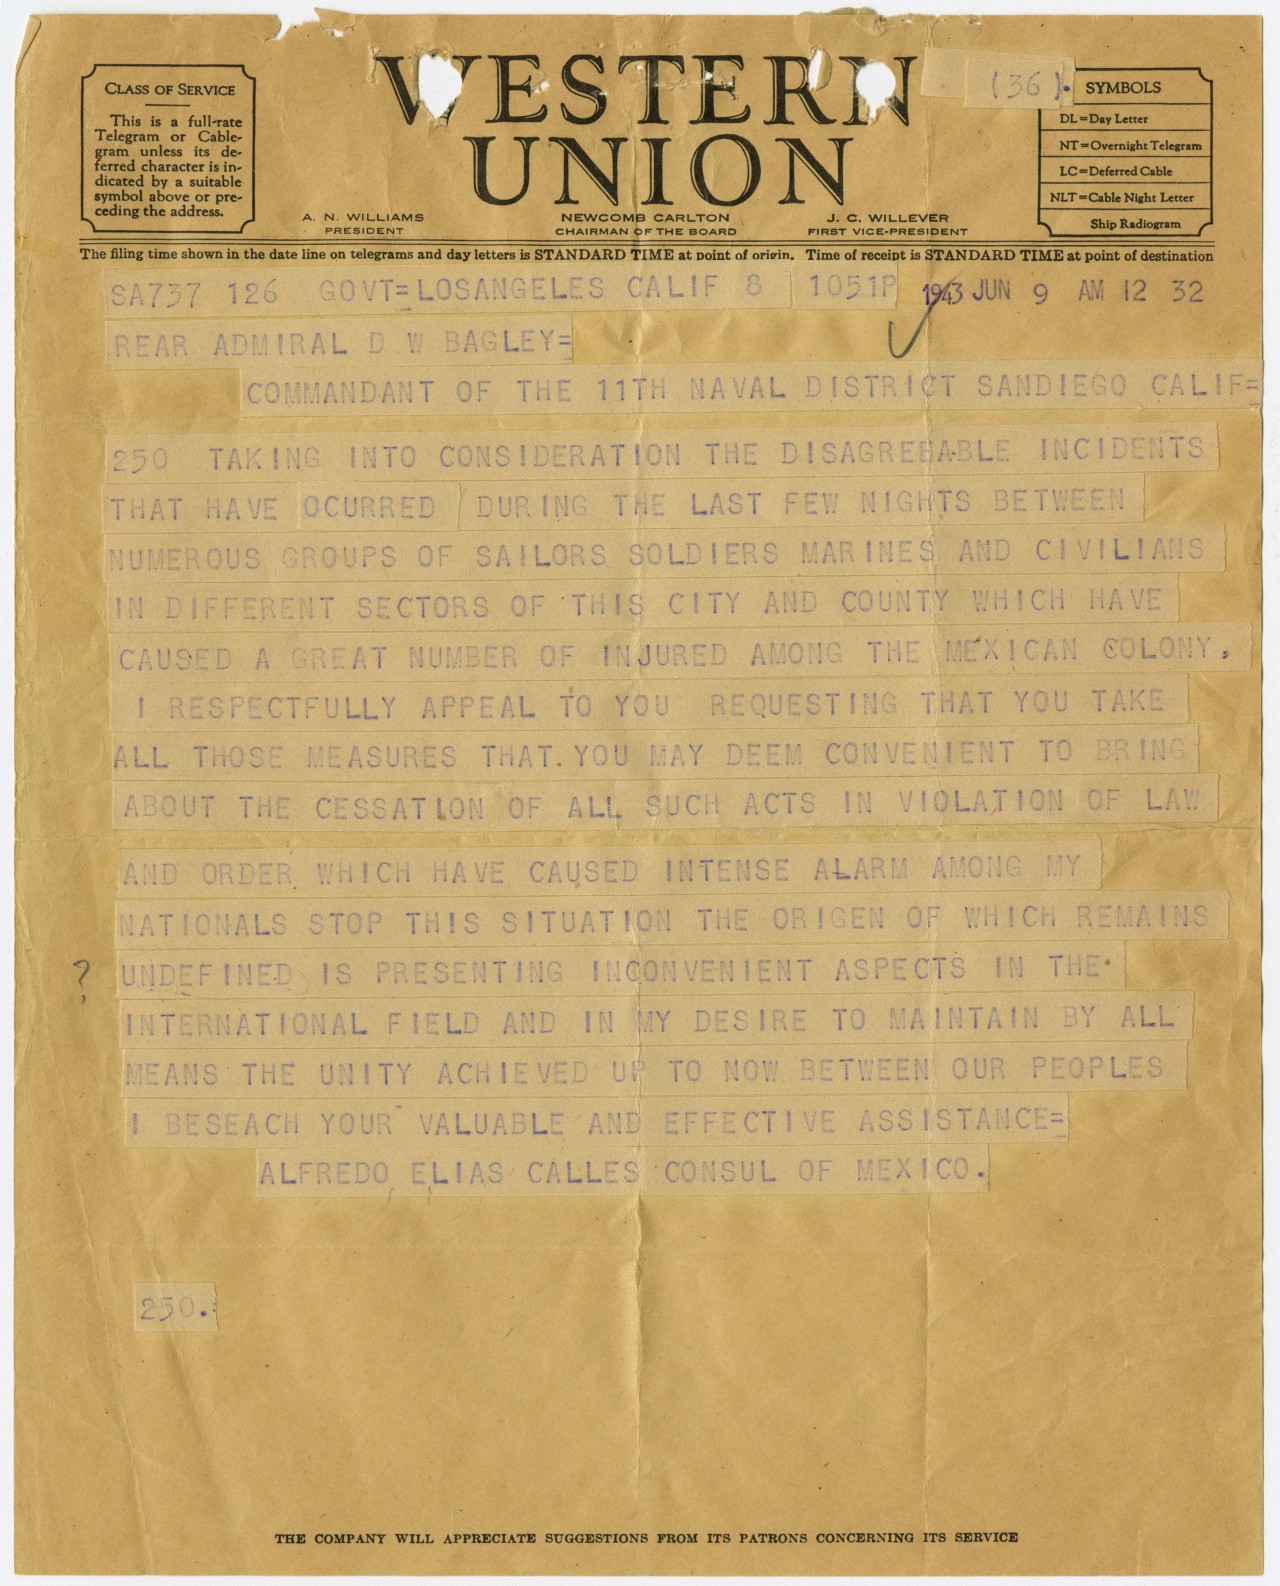 WESTERN
UNION
(36).
CLASS OF SERVICE
This is a full-rate
Telegram or Cable-
gram unless its de-
ferred character is in-
dicated by a suitable
symbol above or pre-
ceding the address.
SYMBOLS
DL=Day Letter
NT=Overnight Telegram
LC=Deferred Cable
NLT=Cable Night Letter
Ship Radiogram
A. N. WILLIAMS
PRESIDENT
NEWCOMB CARLTON
CHAIRMAN OF THE BOARD
J. C. WILLEVER
FIRST VICE-PRESIDENT
The filing time shown in the date line on telegrams and day letters is STANDARD TIME at point of origin. Time of receipt is STANDARD TIME at point of destination
SA737 126 GOVT=LOSANGELES CALIF 8 1051P 1943 JUN 9 AM 12 32
REAR ADMIRAL D W BAGLEY=
COMMANDANT OF THE 11TH NAVAL DISTRICT SANDIEGO CALIF=
250 TAKING INTO CONSIDERATION THE DISAGREEABLE INCIDENTS
THAT HAVE OCURRED DURING THE LAST FEW NIGHTS BETWEEN
NUMEROUS GROUPS OF SAILORS SOLDIERS MARINES AND CIVILIANS
IN DIFFERENT SECTORS OF THIS CITY AND COUNTY WHICH HAVE
CAUSED A GREAT NUMBER OF INJURED AMONG THE MEXICAN COLONY.
I RESPECTFULLY APPEAL TO YOU REQUESTING THAT YOU TAKE
ALL THOSE MEASURES THAT.YOU MAY DEEM CONVENIENT TO BRING
ABOUT THE CESSATION OF ALL SUCH ACTS IN VIOLATION OF LAW
AND ORDER WHICH HAVE CAUSED INTENSE ALARM AMONG MY
NATIONALS STOP THIS SITUATION THE ORIGEN OF WHICH REMAINS
? UNDEFINED IS PRESENTING INCONVENIENT ASPECTS IN THE
INTERNATIONAL FIELD AND IN MY DESIRE TO MAINTAIN BY ALL
MEANS THE UNITY ACHIEVED UP TO NOW BETWEEN OUR PEOPLES
I BESEACH YOUR VALUABLE AND EFFECTIVE ASSISTANCE=
ALFREDO ELIAS CALLES CONSUL OF MEXICO.
250.
THE COMPANY WILL APPRECIATE SUGGESTIONS FROM ITS PATRONS CONCERNING ITS SERVICE